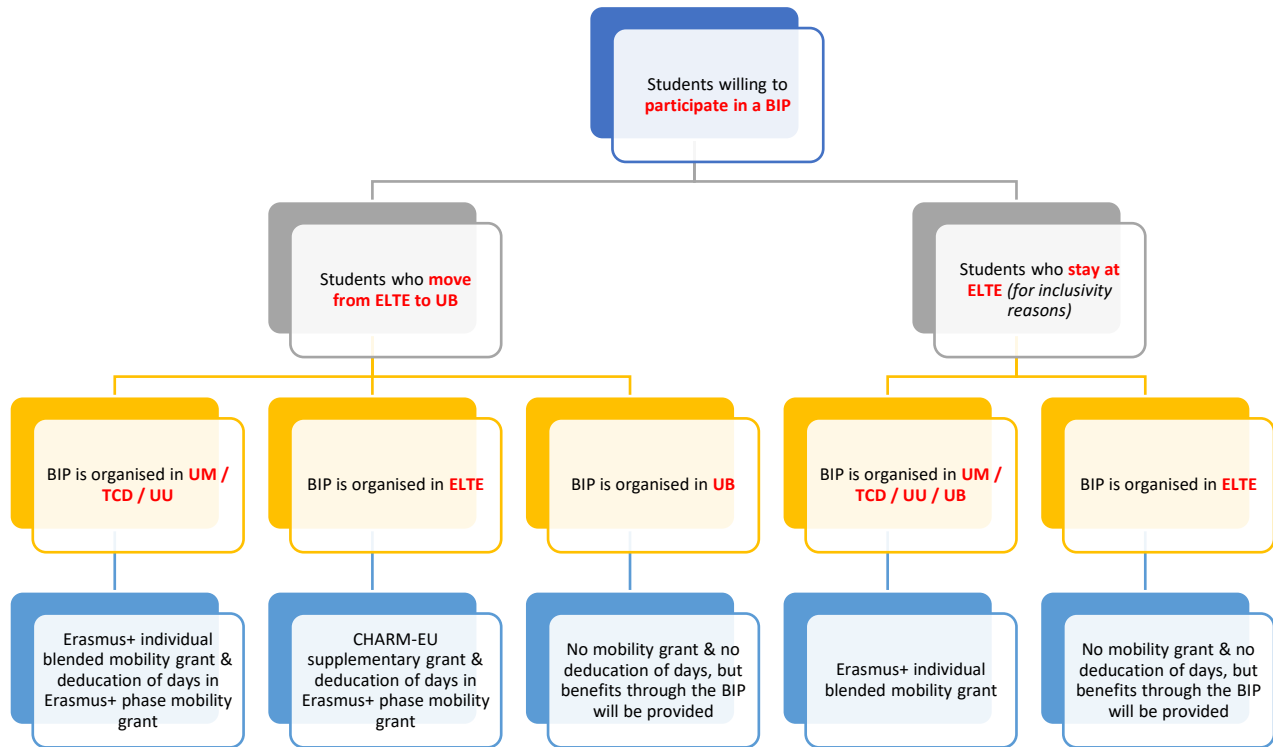 Students willing to
participate in a BIP
Students who move
from ELTE to UB
Students who stay at
ELTE (for inclusivity
reasons)
BIP is organised in UM /
TCD / UU
BIP is organised in ELTE
BIP is organised in UB
BIP is organised in UM /
TCD / UU / UB
BIP is organised in ELTE
Erasmus+ individual
blended mobility grant &
deducation of days in
Erasmus+ phase mobility
grant
CHARM-EU
supplementary grant &
deducation of days in
Erasmus+ phase mobility
grant
No mobility grant & no
deducation of days, but
benefits through the BIP
will be provided
Erasmus+ individual
blended mobility grant
No mobility grant & no
deducation of days, but
benefits through the BIP
will be provided